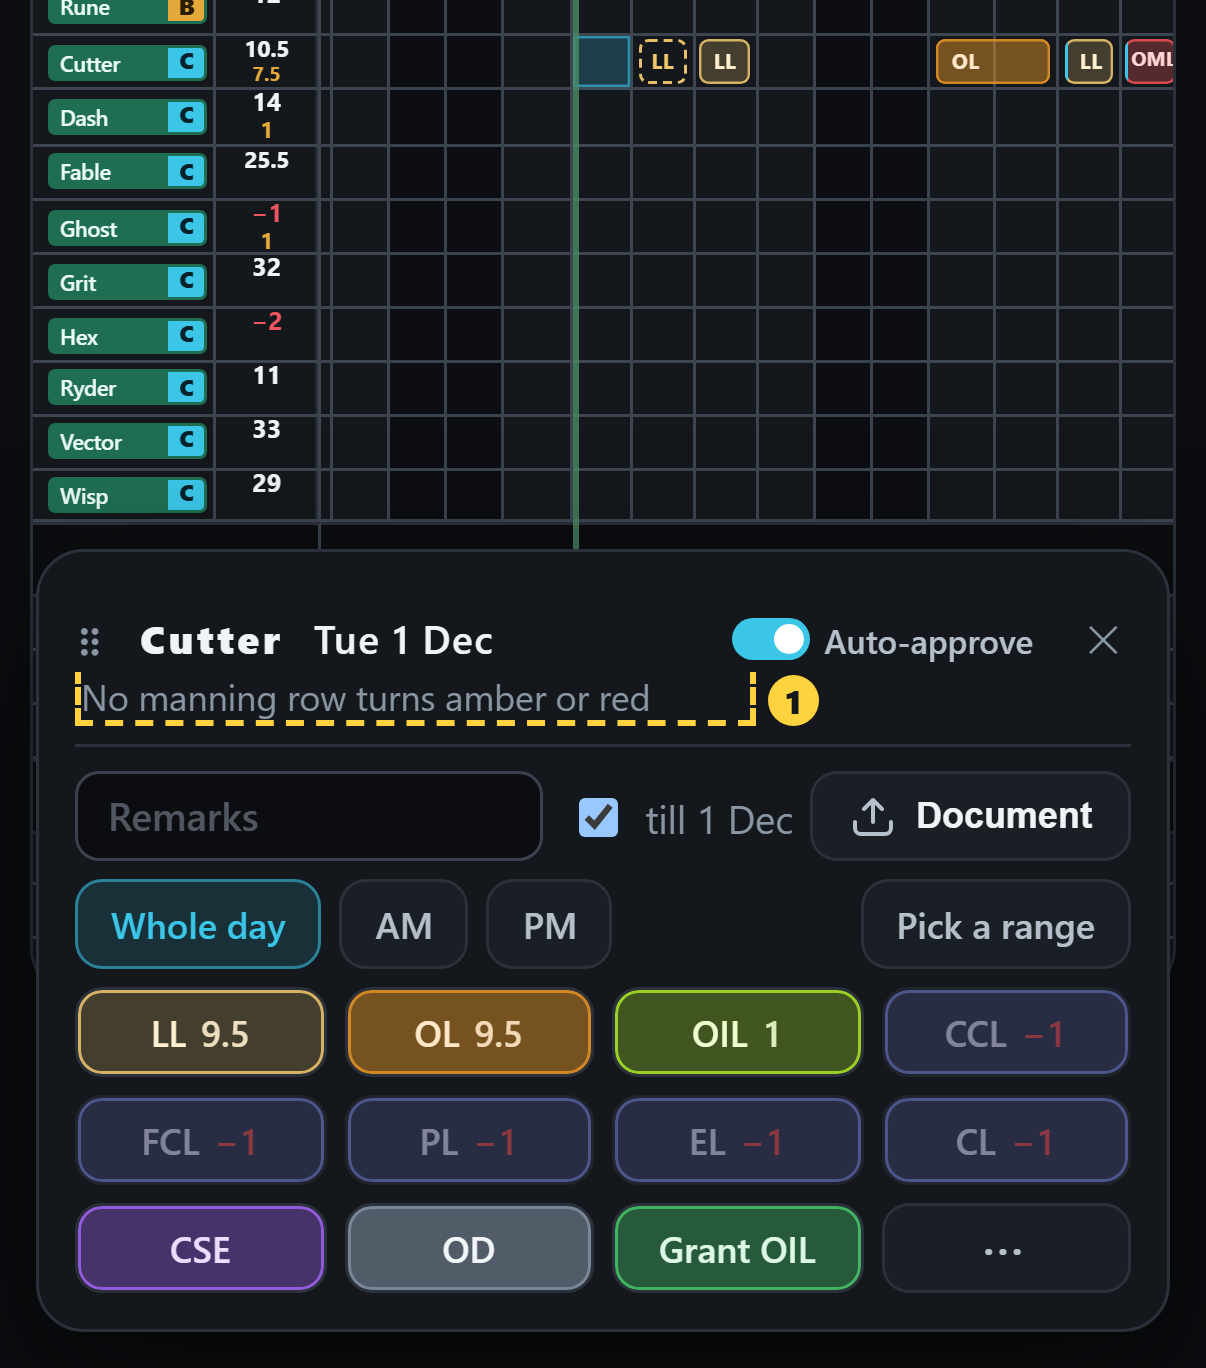 Rune B 12
Cutter C 10.5 LL LL OL LL OML
7.5
Dash C 14
1
Fable C 25.5
Ghost C −1
1
Grit C 32
Hex C −2
Ryder C 11
Vector C 33
Wisp C 29
Cutter Tue 1 Dec Auto-approve
No manning row turns amber or red 1
Remarks till 1 Dec Document
Whole day AM PM Pick a range
LL 9.5 OL 9.5 OIL 1 CCL −1
FCL −1 PL −1 EL −1 CL −1
CSE OD Grant OIL ...